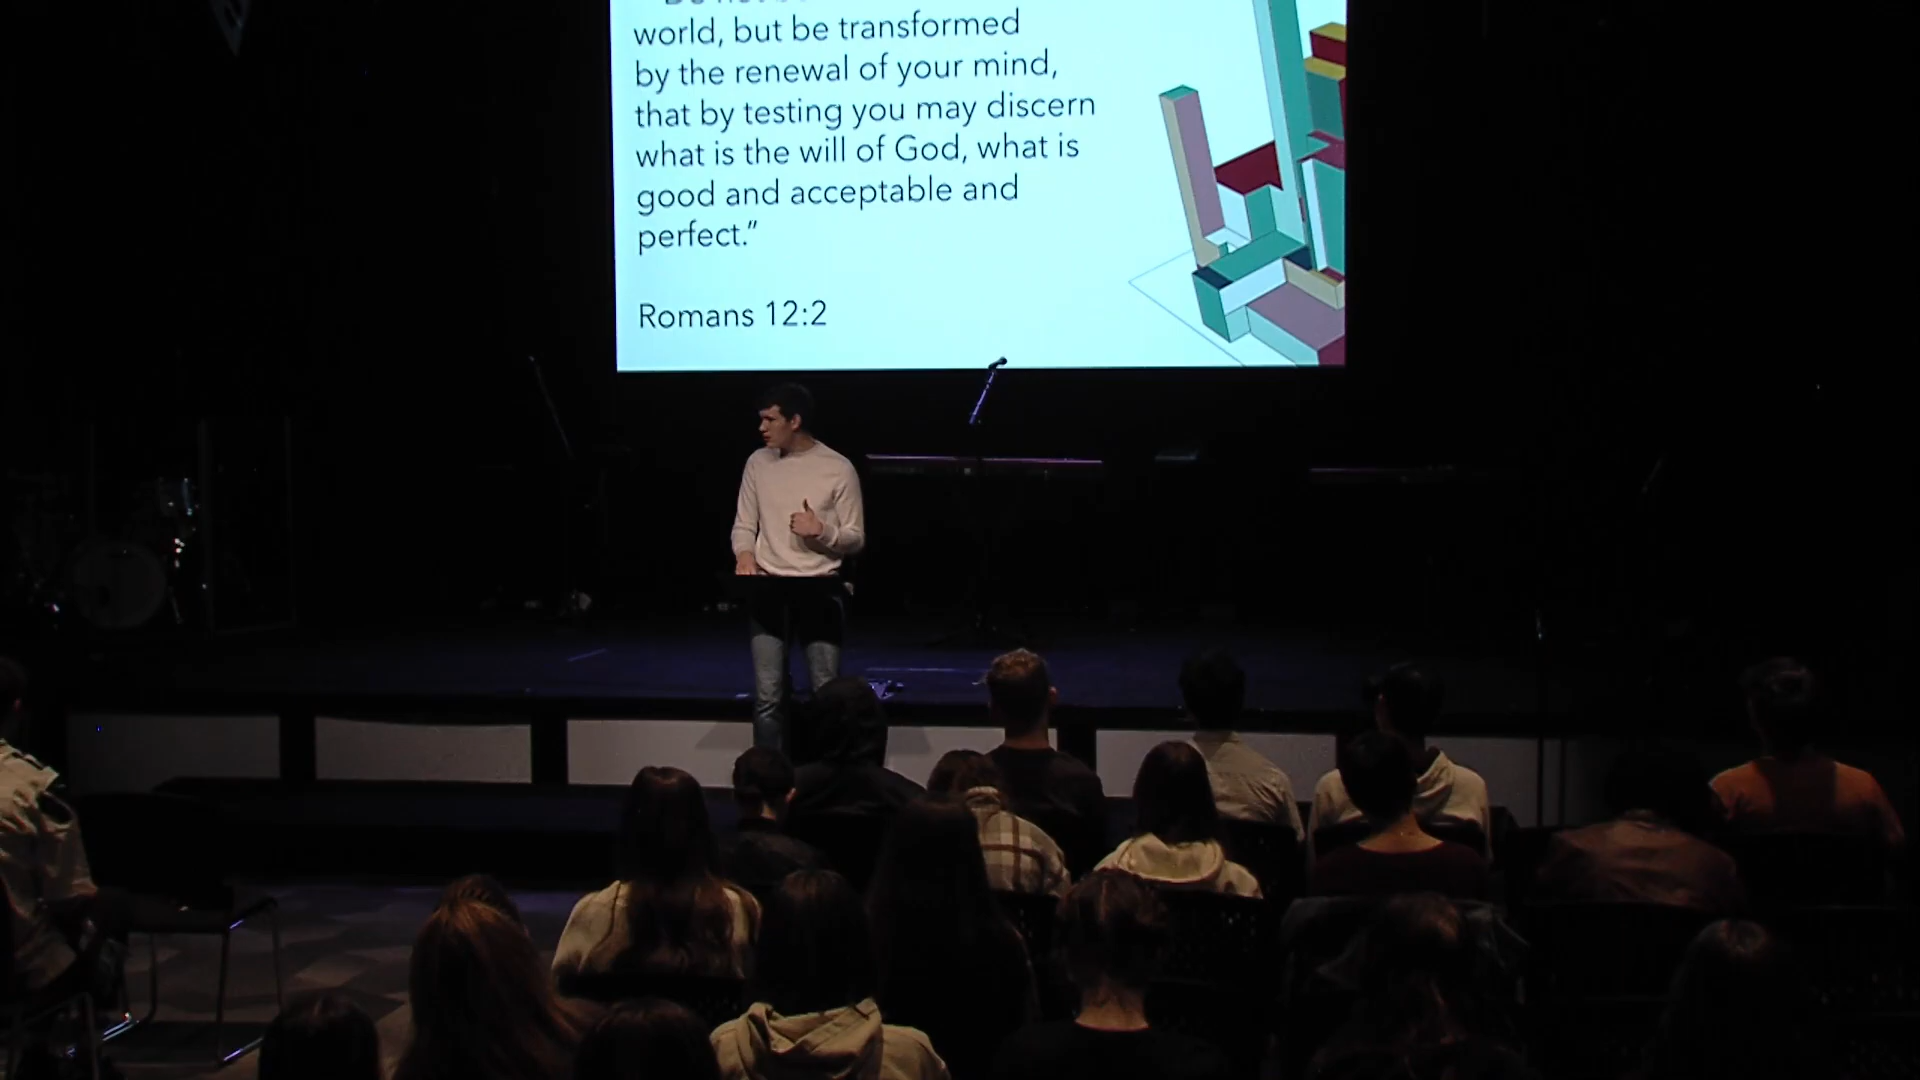 world, but be transformed
by the renewal of your mind,
that by testing you may discern
what is the will of God, what is
good and acceptable and
perfect.”
Romans 12:2